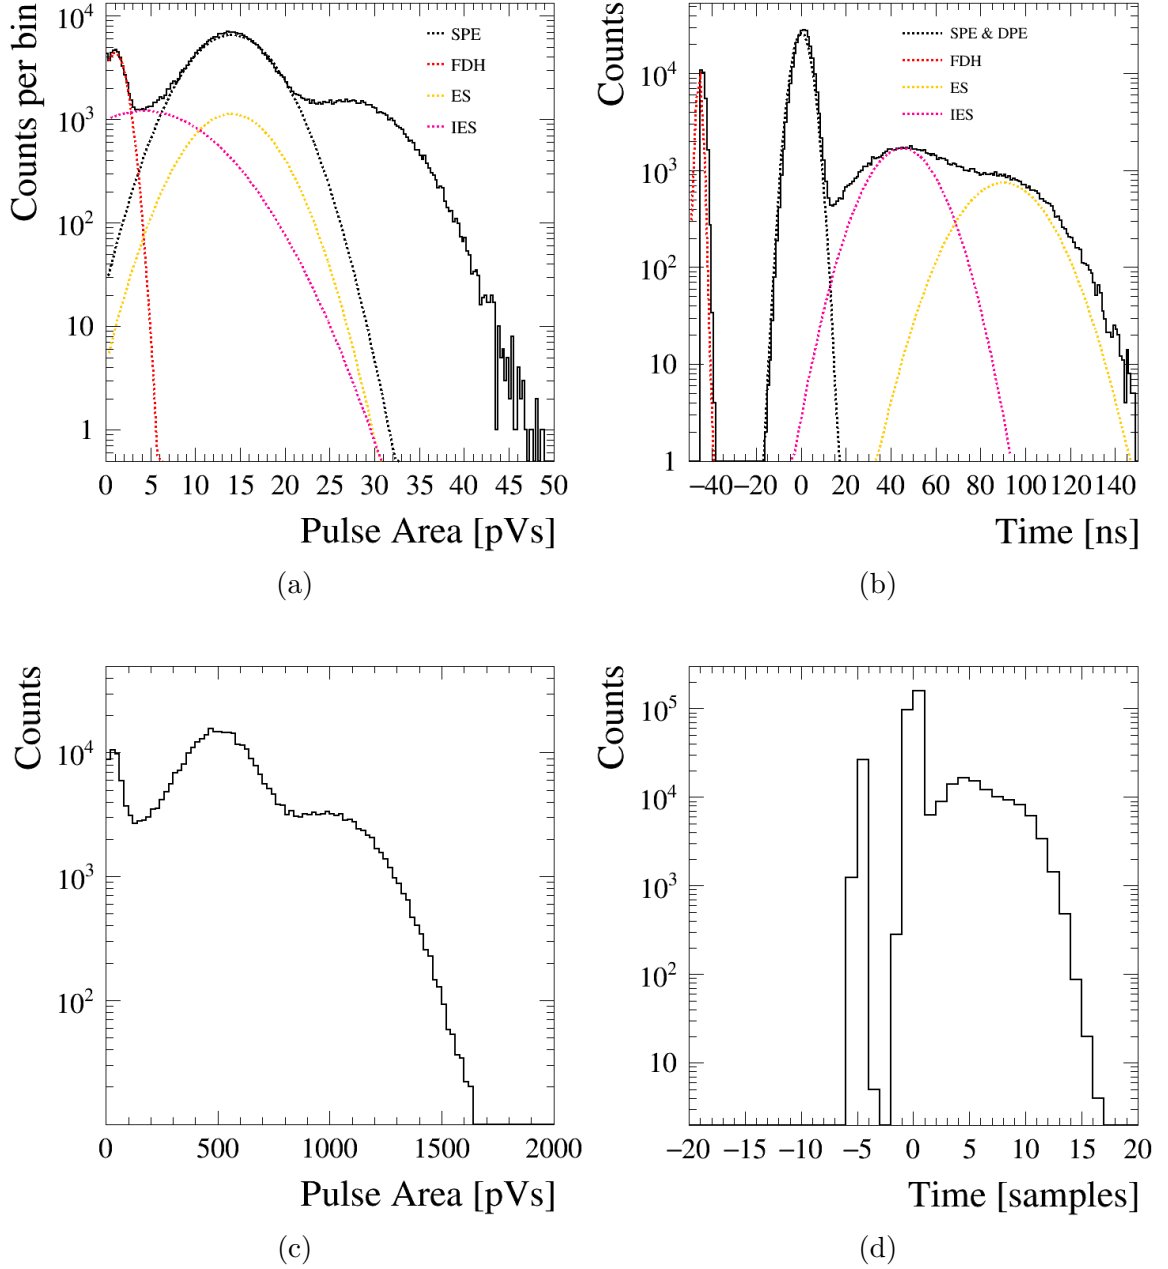 Counts per bin
10^4
10^3
10^2
10
1
SPE
FDH
ES
IES
0 5 10 15 20 25 30 35 40 45 50
Pulse Area [pVs]
(a)
Counts
10^4
10^3
10^2
10
1
SPE & DPE
FDH
ES
IES
−40 −20 0 20 40 60 80 100 120 140
Time [ns]
(b)
Counts
10^4
10^3
10^2
0 500 1000 1500 2000
Pulse Area [pVs]
(c)
Counts
10^5
10^4
10^3
10^2
10
−20 −15 −10 −5 0 5 10 15 20
Time [samples]
(d)